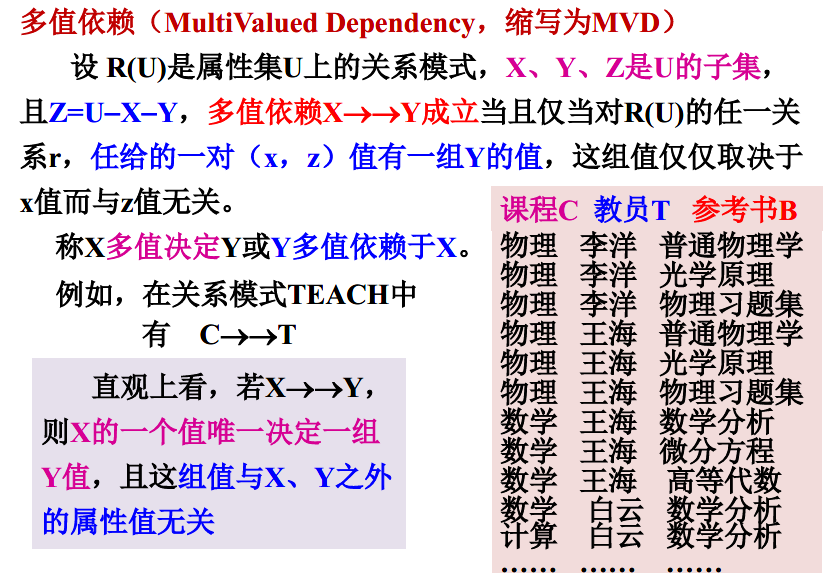 多值依赖（MultiValued Dependency，缩写为MVD）
设 R(U)是属性集U上的关系模式，X、Y、Z是U的子集，
且Z=U−X−Y，多值依赖X→→Y成立当且仅当对R(U)的任一关
系r，任给的一对（x，z）值有一组Y的值，这组值仅仅取决于
x值而与z值无关。
称X多值决定Y或Y多值依赖于X。
例如，在关系模式TEACH中
有 C→→T
直观上看，若X→→Y，
则X的一个值唯一决定一组
Y值，且这组值与X、Y之外
的属性值无关
课程C 教员T 参考书B
物理 李洋 普通物理学
物理 李洋 光学原理
物理 李洋 物理习题集
物理 王海 普通物理学
物理 王海 光学原理
物理 王海 物理习题集
数学 王海 数学分析
数学 王海 微分方程
数学 王海 高等代数
数学 白云 数学分析
计算 白云 数学分析
…… …… ……